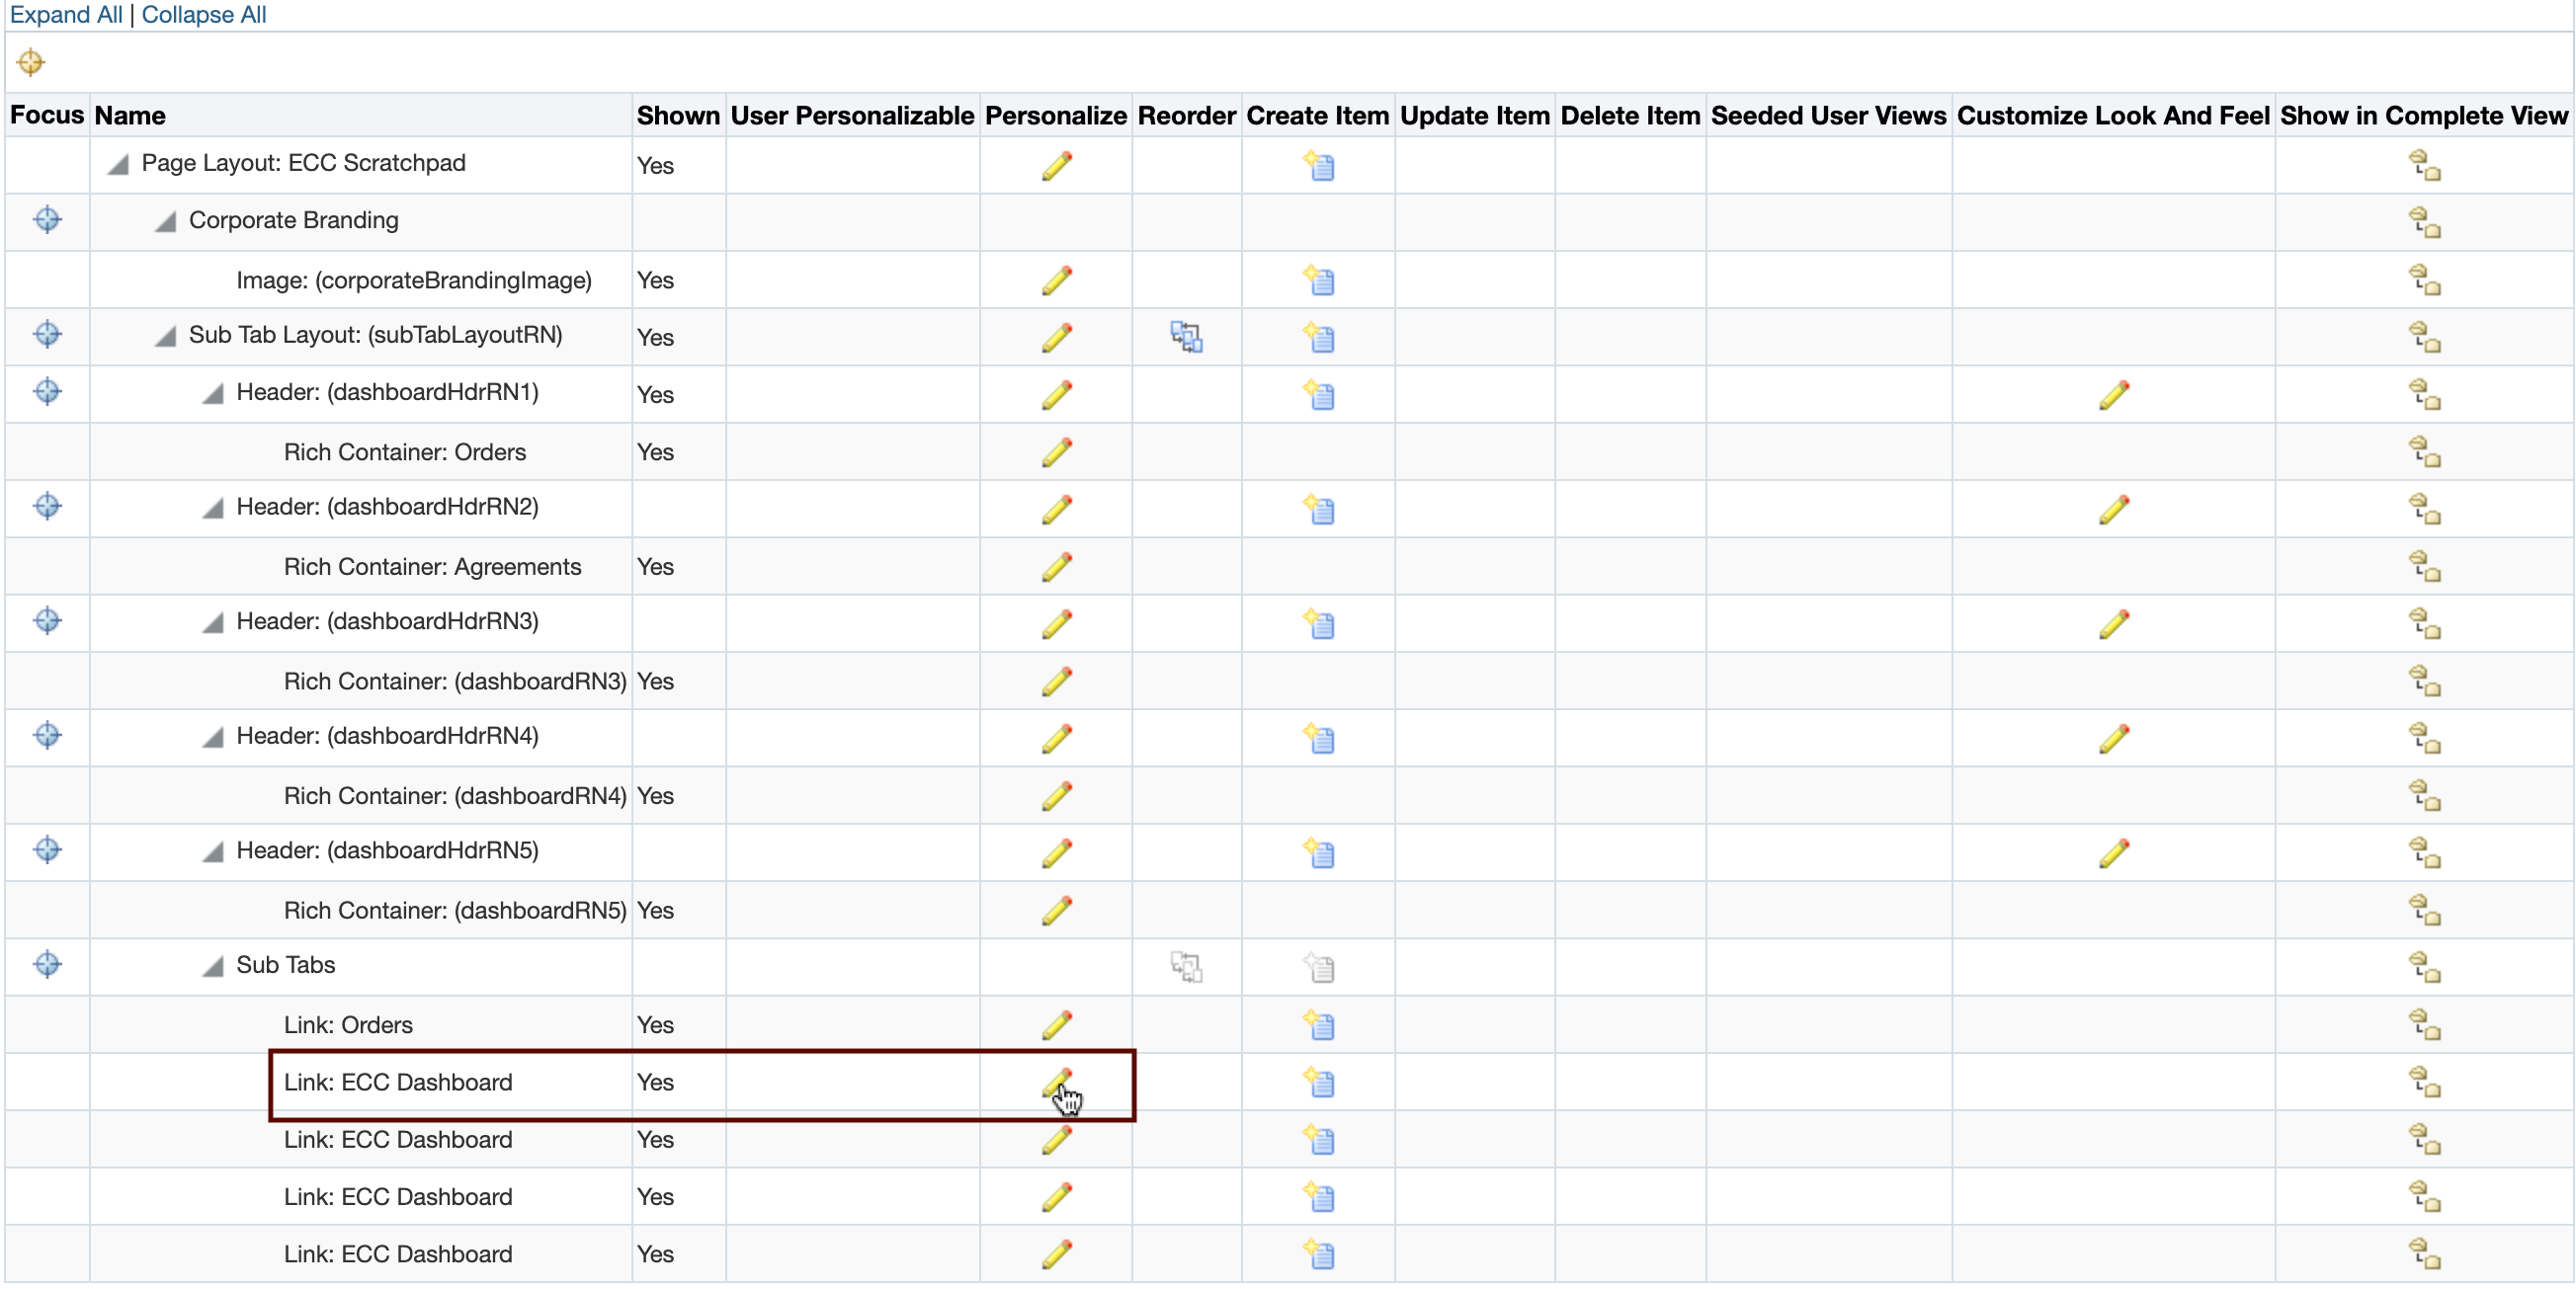 Expand All | Collapse All
Focus Name Shown User Personalizable Personalize Reorder Create Item Update Item Delete Item Seeded User Views Customize Look And Feel Show in Complete View
Page Layout: ECC Scratchpad Yes
Corporate Branding
Image: (corporateBrandingImage) Yes
Sub Tab Layout: (subTabLayoutRN) Yes
Header: (dashboardHdrRN1) Yes
Rich Container: Orders Yes
Header: (dashboardHdrRN2)
Rich Container: Agreements Yes
Header: (dashboardHdrRN3)
Rich Container: (dashboardRN3) Yes
Header: (dashboardHdrRN4)
Rich Container: (dashboardRN4) Yes
Header: (dashboardHdrRN5)
Rich Container: (dashboardRN5) Yes
Sub Tabs
Link: Orders Yes
Link: ECC Dashboard Yes
Link: ECC Dashboard Yes
Link: ECC Dashboard Yes
Link: ECC Dashboard Yes